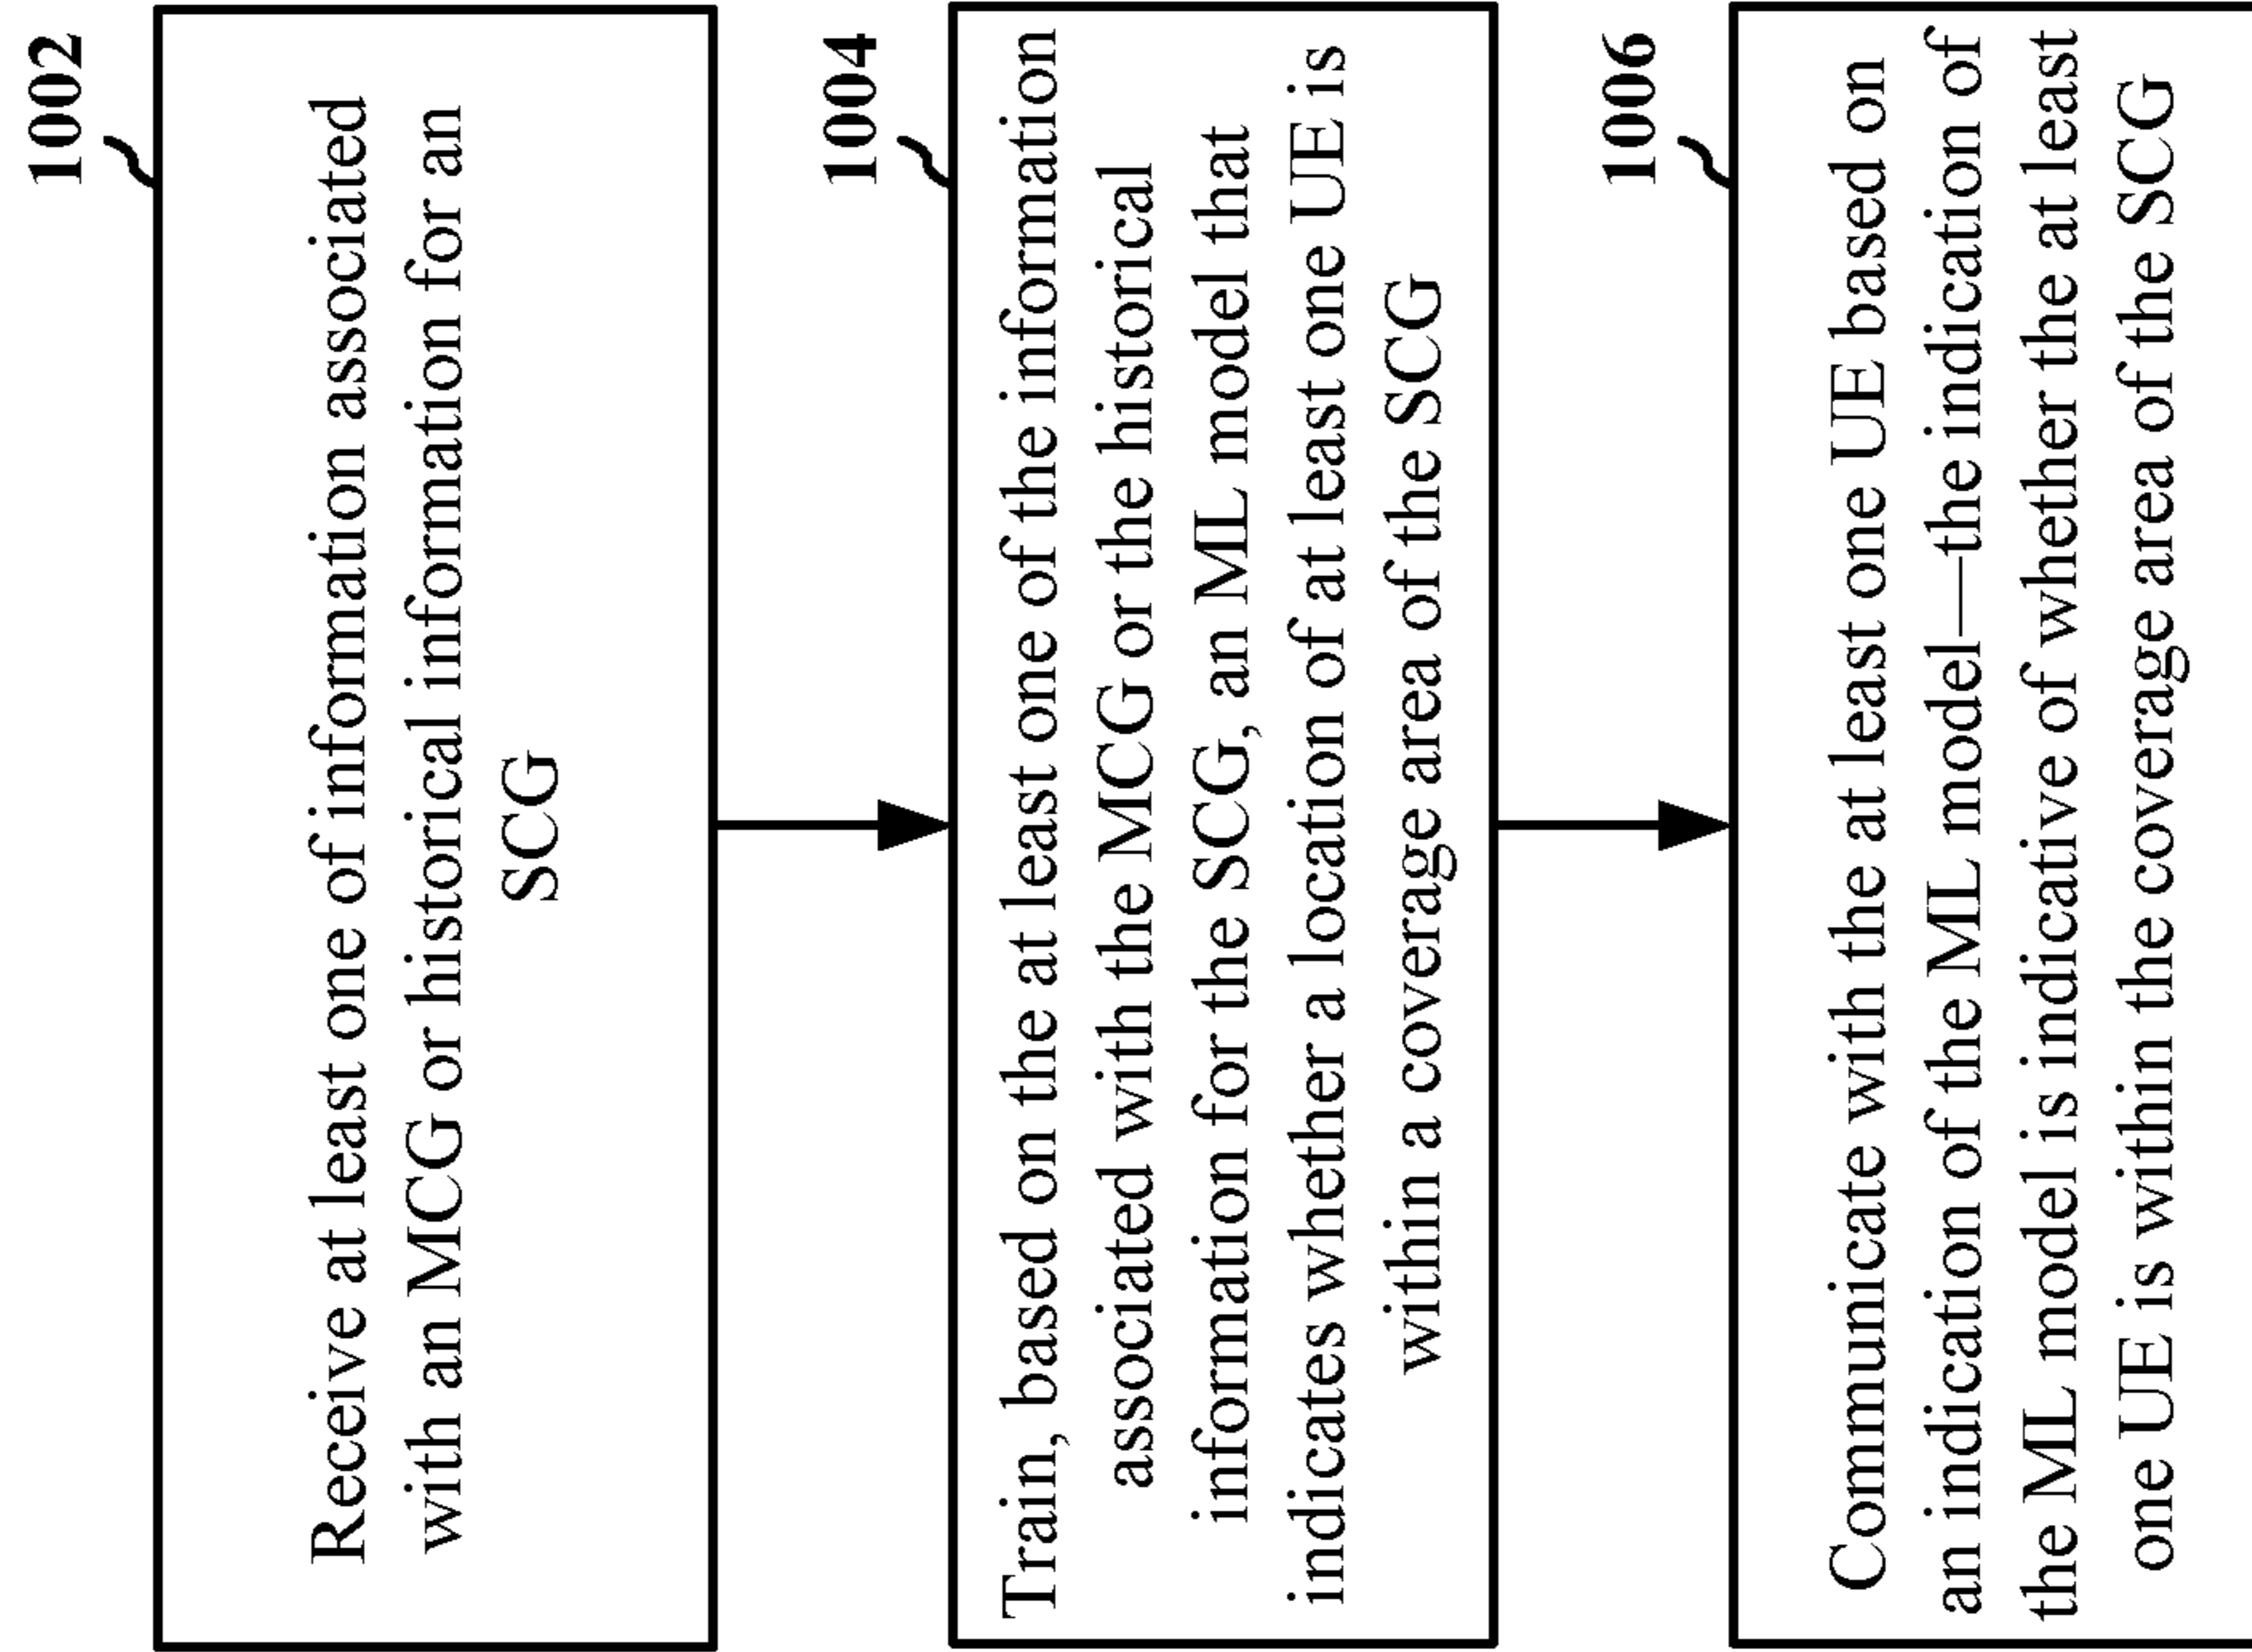 1002
Receive at least one of information associated
with an MCG or historical information for an
SCG
1004
Train, based on the at least one of the information
associated with the MCG or the historical
information for the SCG, an ML model that
indicates whether a location of at least one UE is
within a coverage area of the SCG
1006
Communicate with the at least one UE based on
an indication of the ML model—the indication of
the ML model is indicative of whether the at least
one UE is within the coverage area of the SCG